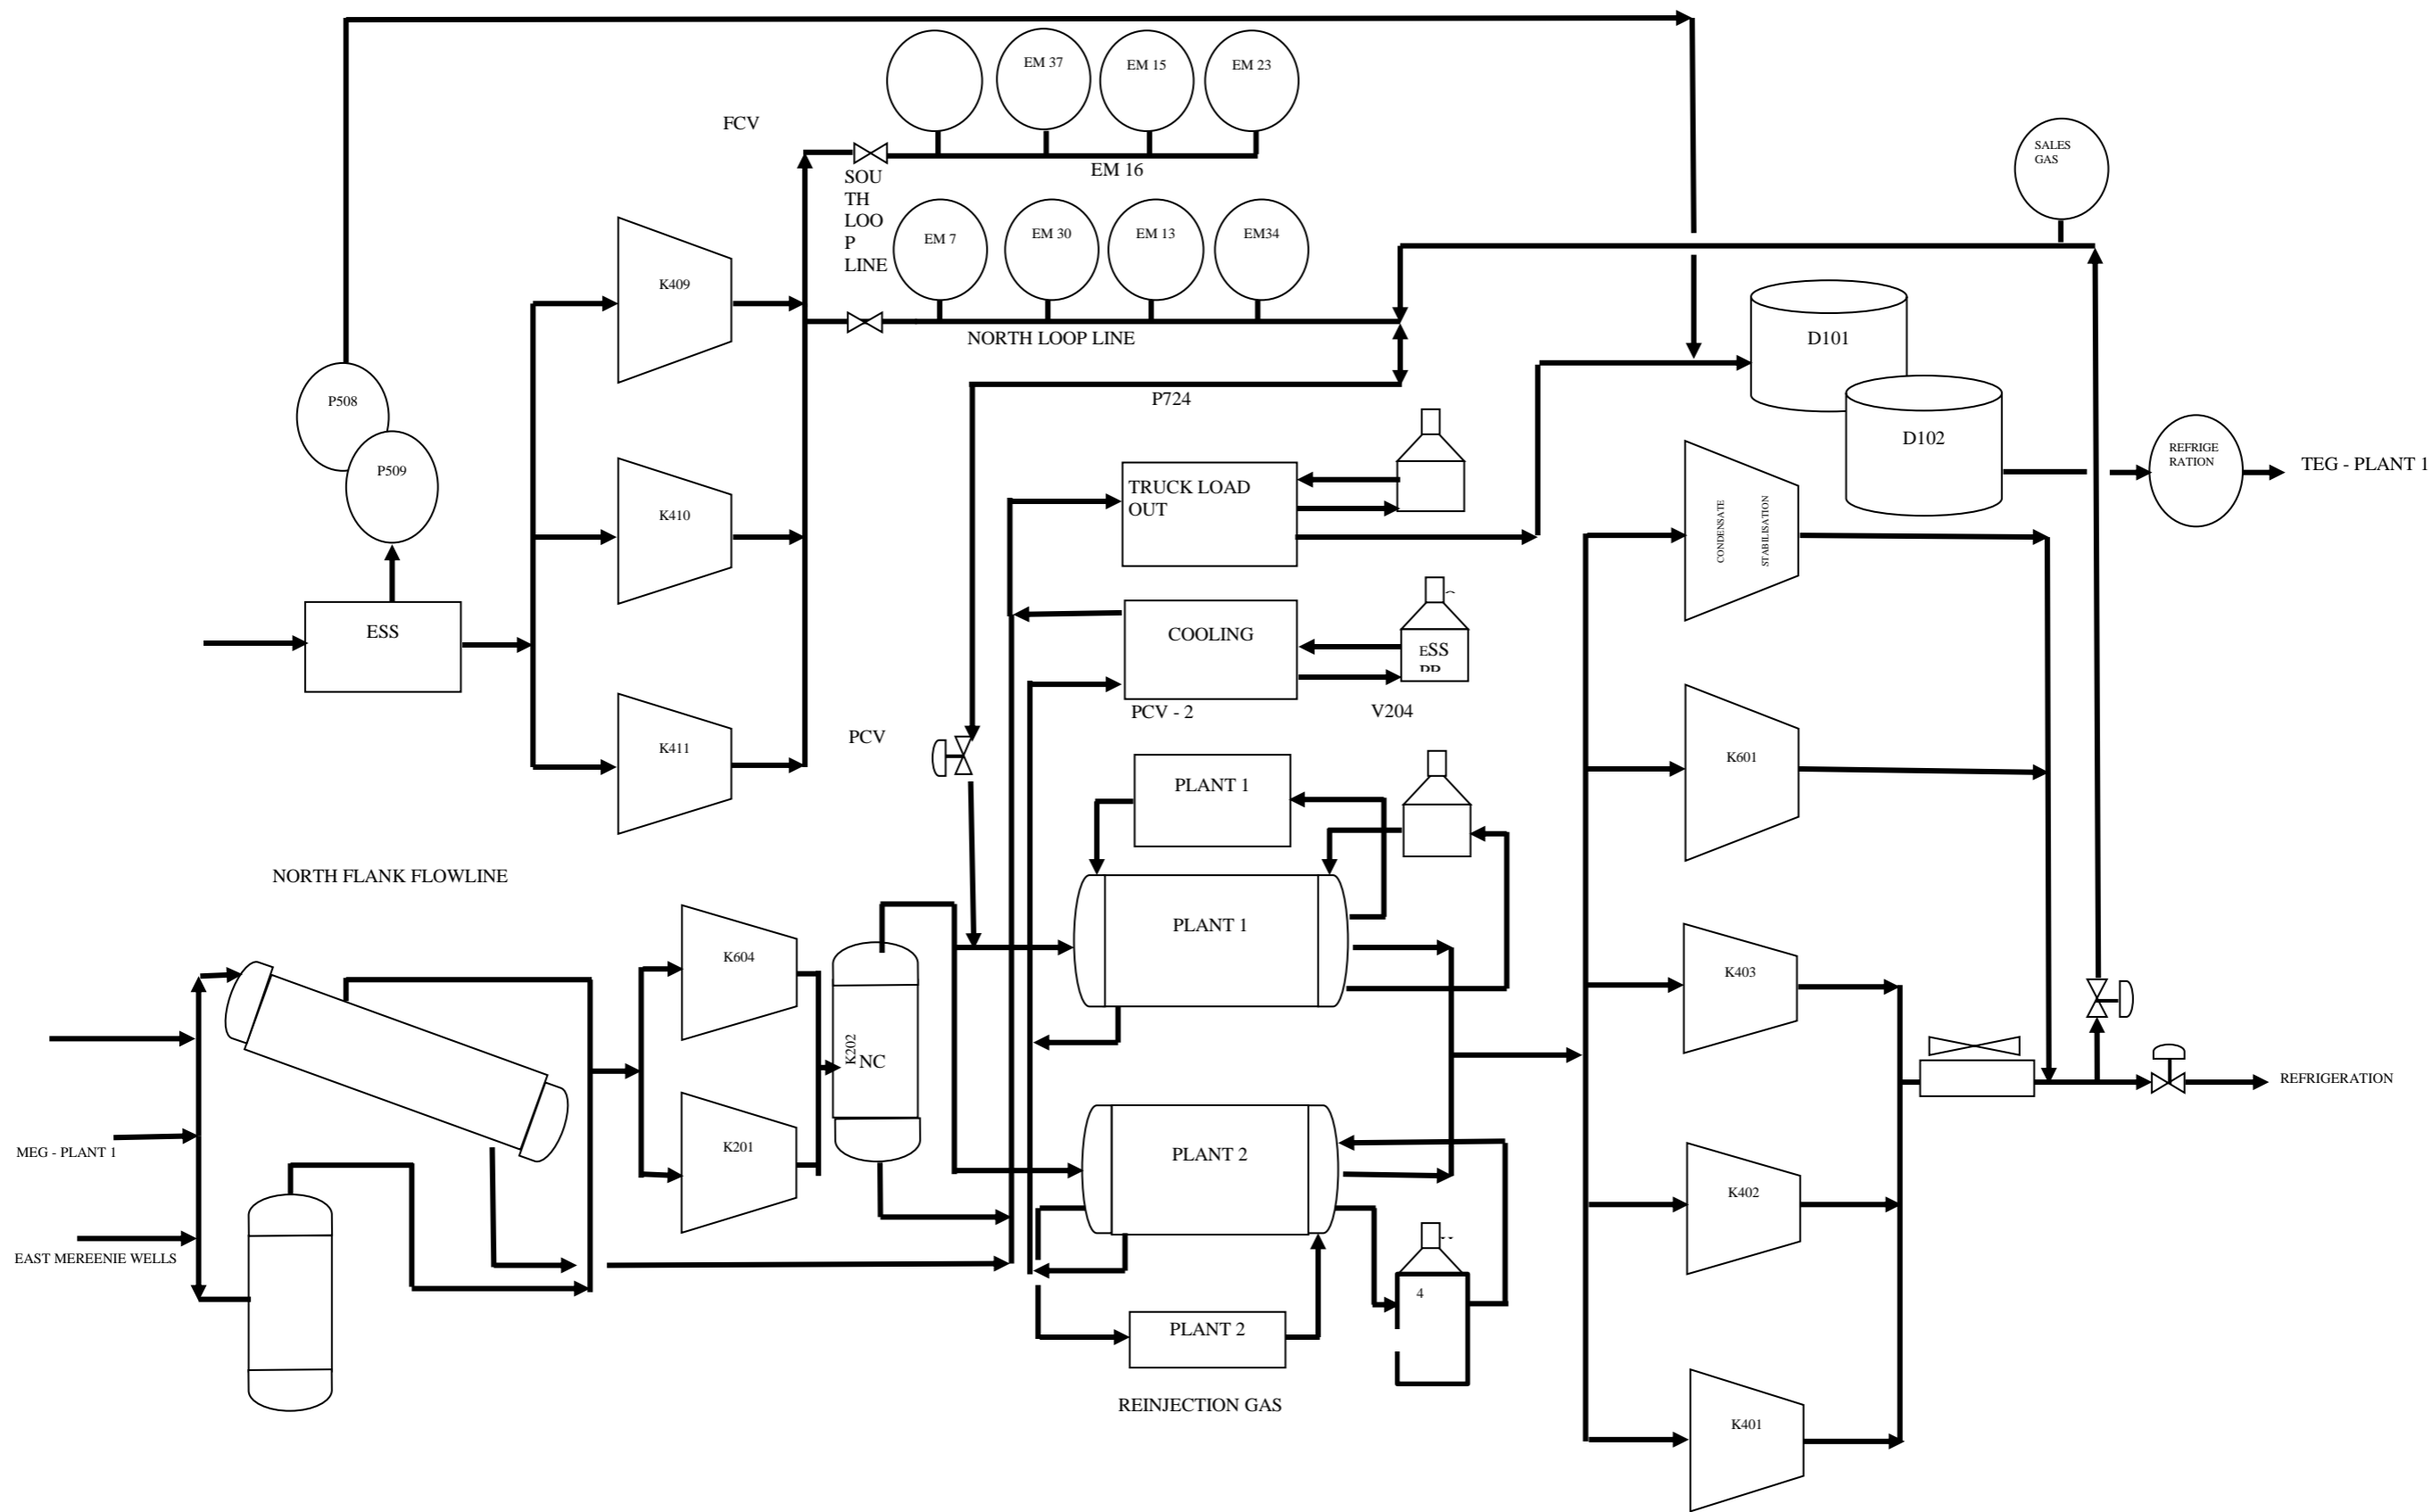 EM 37
EM 15
EM 23
FCV
EM 16
SOU
TH
LOO
P
LINE
SALES
GAS
EM 7
EM 30
EM 13
EM34
K409
NORTH LOOP LINE
D101
P508
P724
D102
P509
REFRIGE
RATION
TEG - PLANT 1
TRUCK LOAD
OUT
K410
CONDENSATE
STABILISATION
ESS
COOLING
ESS
PCV - 2
V204
K411
PCV
K601
PLANT 1
NORTH FLANK FLOWLINE
PLANT 1
K604
K403
K202
NC
REFRIGERATION
MEG - PLANT 1
K201
PLANT 2
K402
EAST MEREENIE WELLS
4
PLANT 2
REINJECTION GAS
K401